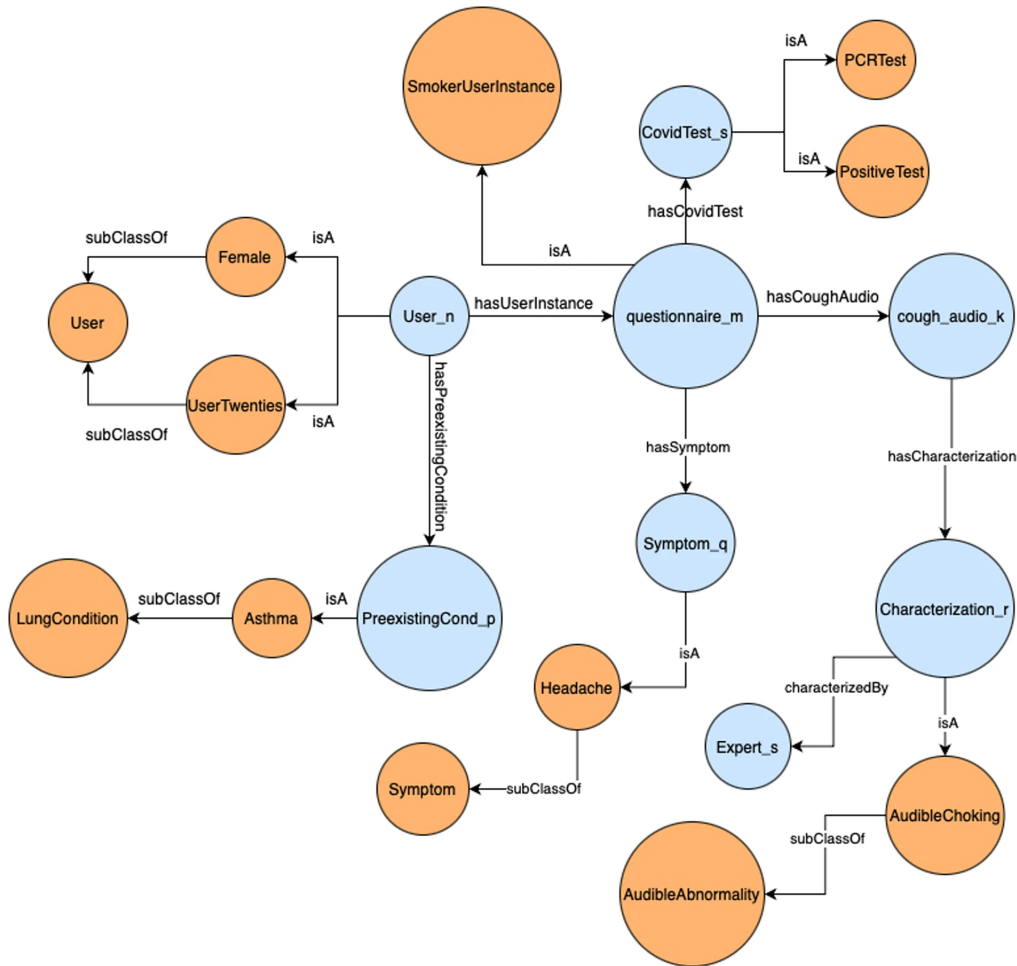 isA
PCRTest
SmokerUserInstance
CovidTest_s
isA
PositiveTest
hasCovidTest
subClassOf
Female
isA
isA
hasUserInstance
hasCoughAudio
User
User_n
questionnaire_m
cough_audio_k
UserTwenties
subClassOf
isA
hasPreexistingCondition
hasSymptom
hasCharacterization
Symptom_q
subClassOf
isA
LungCondition
Asthma
PreexistingCond_p
Characterization_r
isA
Headache
characterizedBy
isA
Expert_s
Symptom
subClassOf
AudibleChoking
subClassOf
AudibleAbnormality